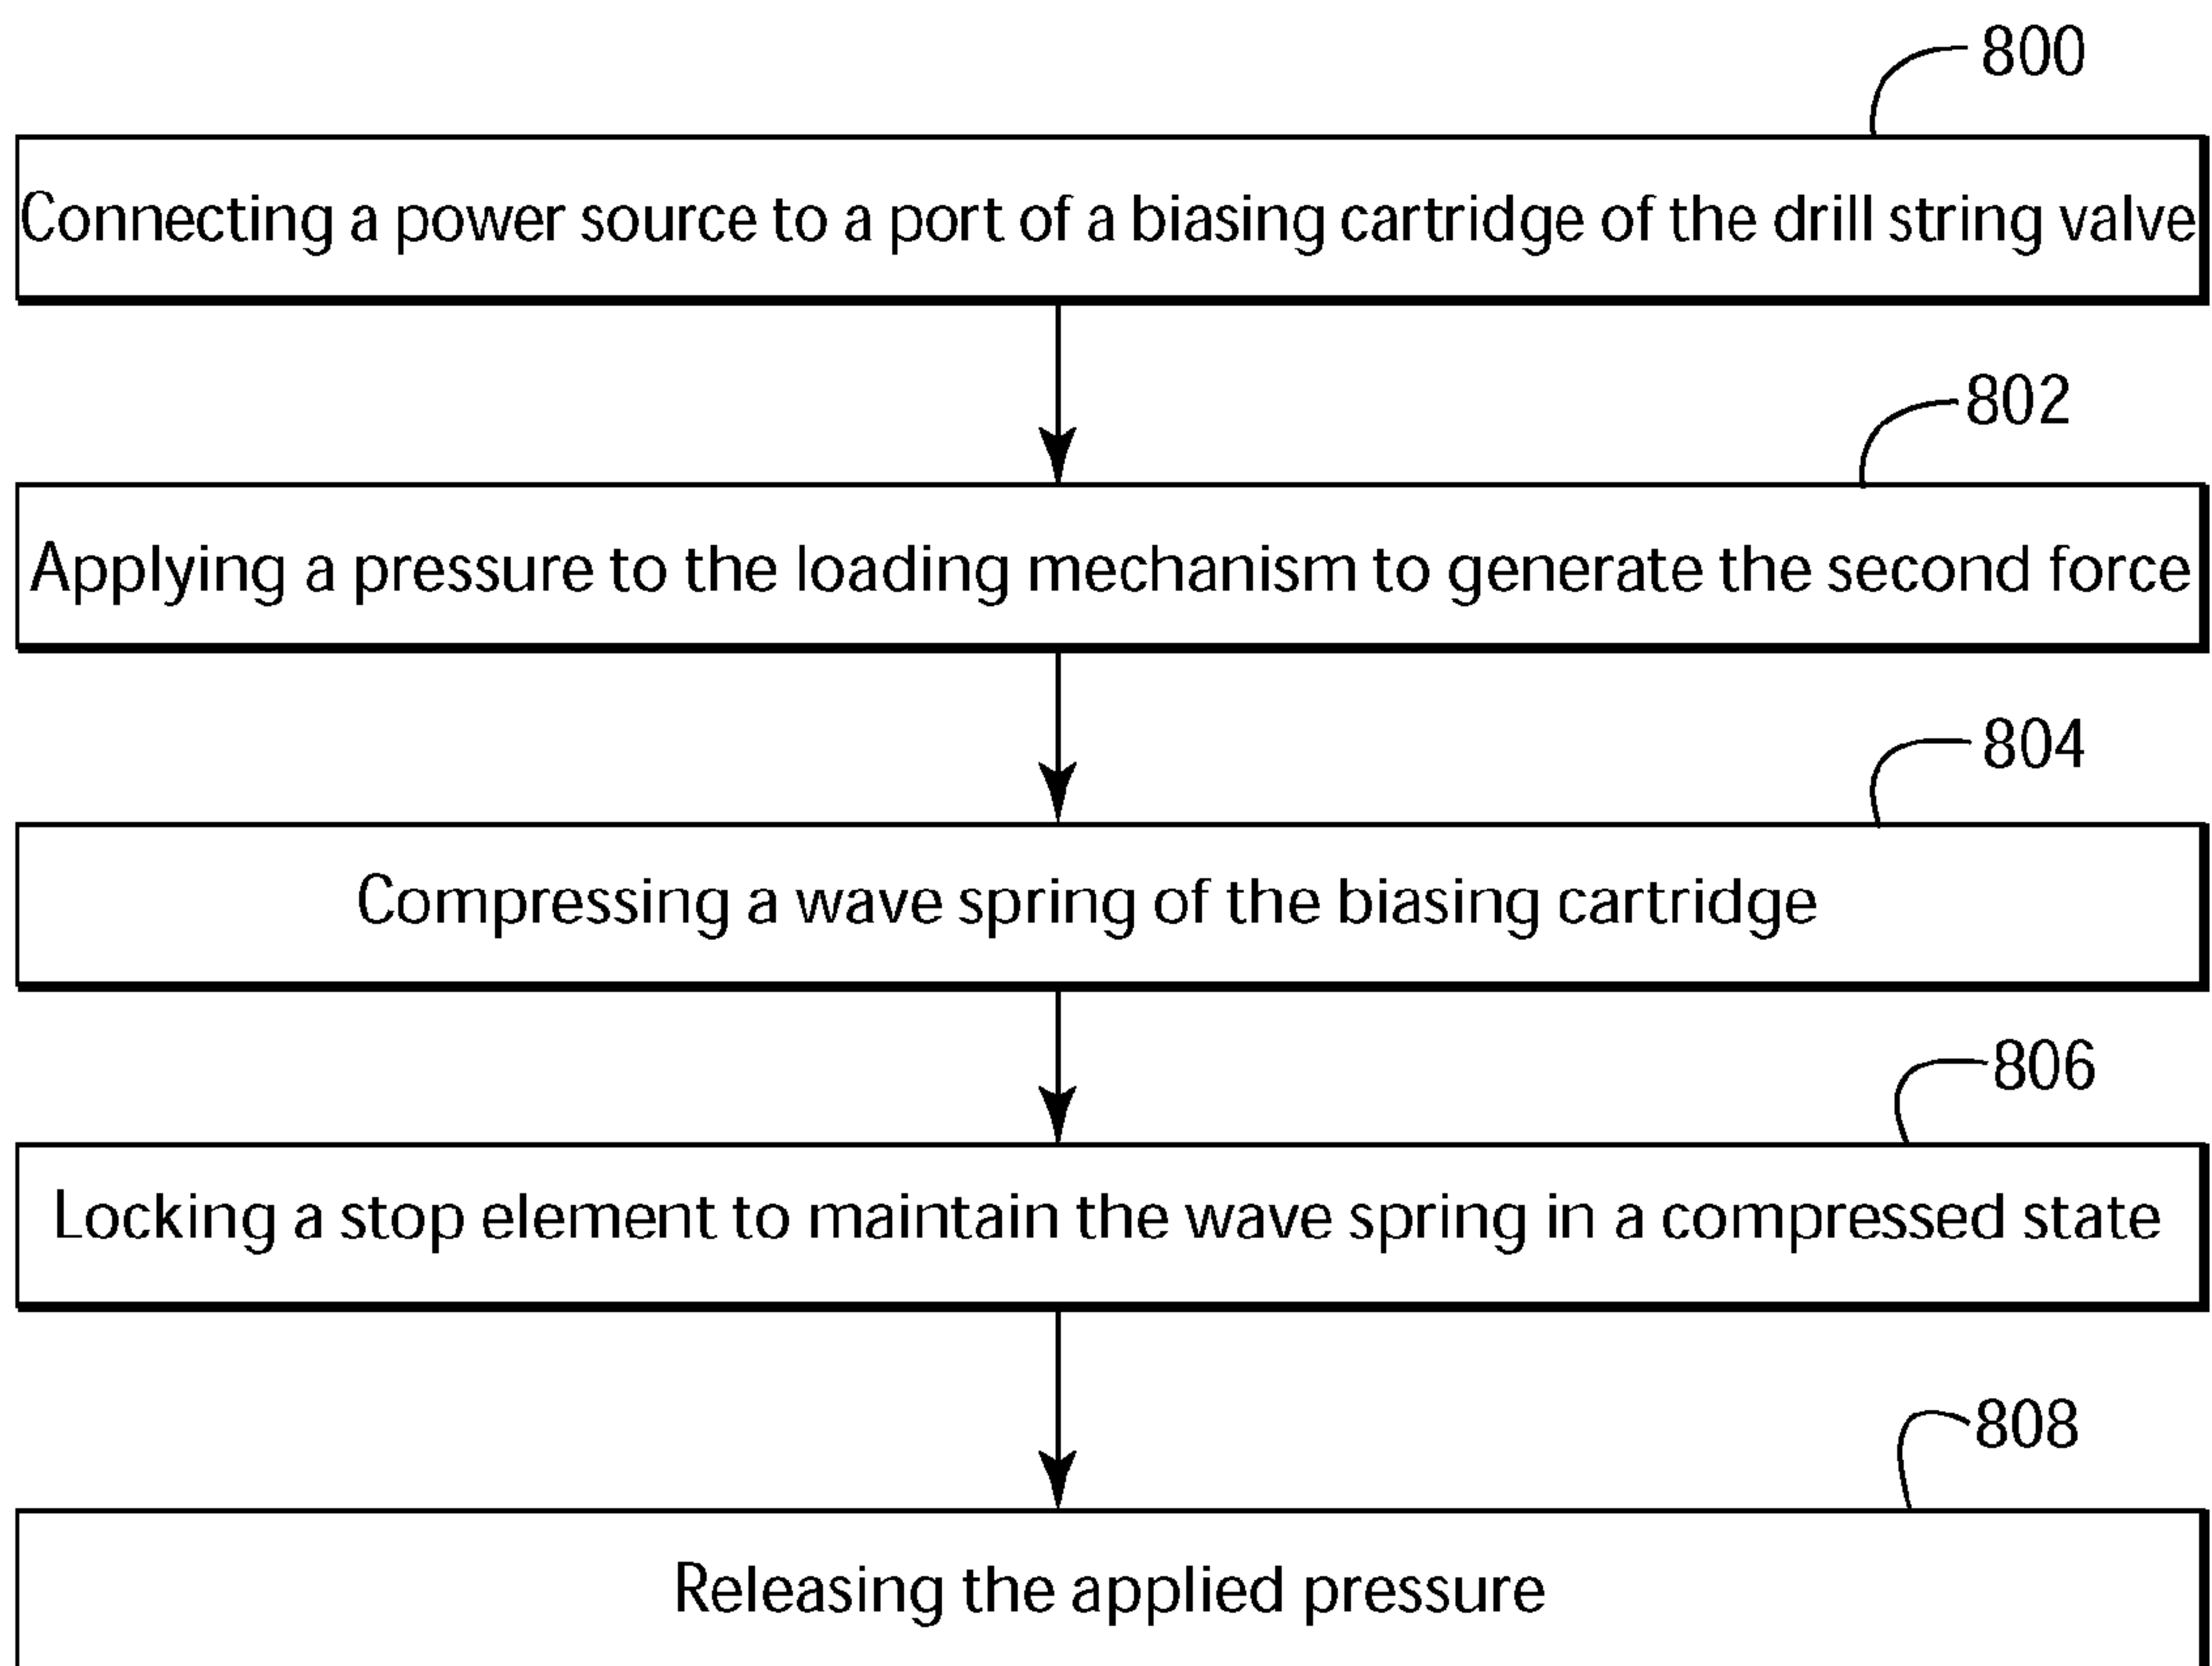 800
Connecting a power source to a port of a biasing cartridge of the drill string valve
802
Applying a pressure to the loading mechanism to generate the second force
804
Compressing a wave spring of the biasing cartridge
806
Locking a stop element to maintain the wave spring in a compressed state
808
Releasing the applied pressure